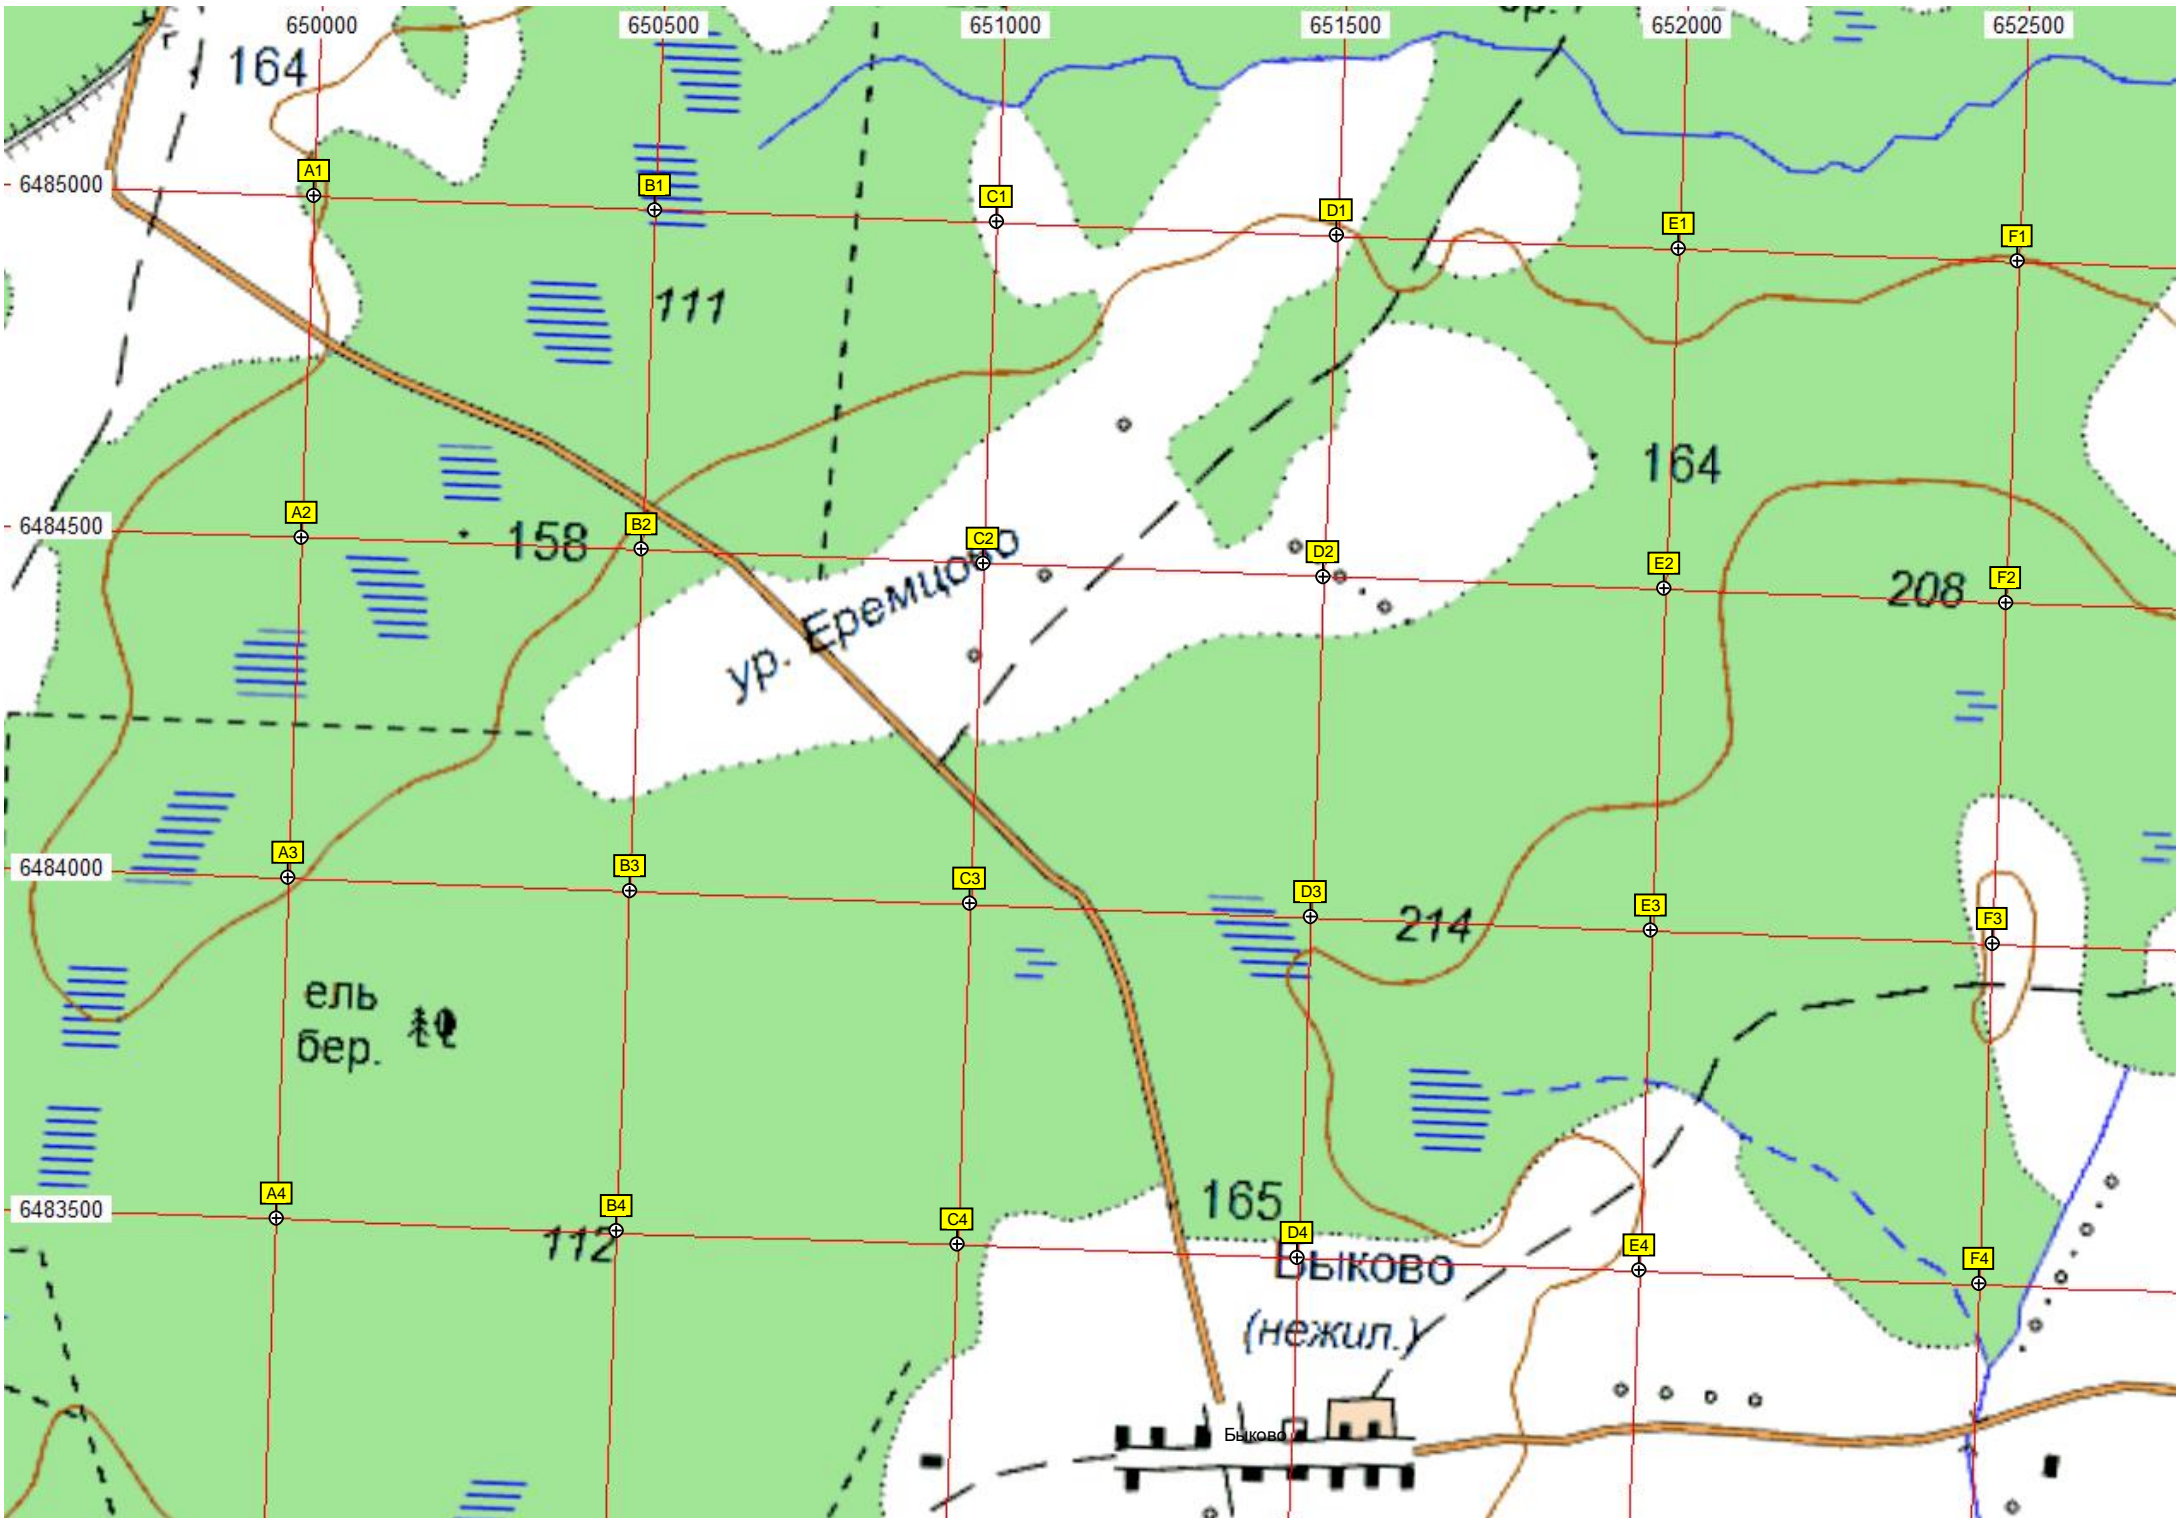 650000 650500 651000 651500 652000 652500
164
A1
6485000
B1
C1
D1
E1
F1
111
164
A2
6484500
B2
158
C2
D2
E2
F2
208
ур. Еремцово
A3
6484000
B3
C3
D3
E3
F3
214
ель
бер.
A4
6483500
B4
C4
165
D4
E4
F4
112
Быково
(нежил.)
Быково